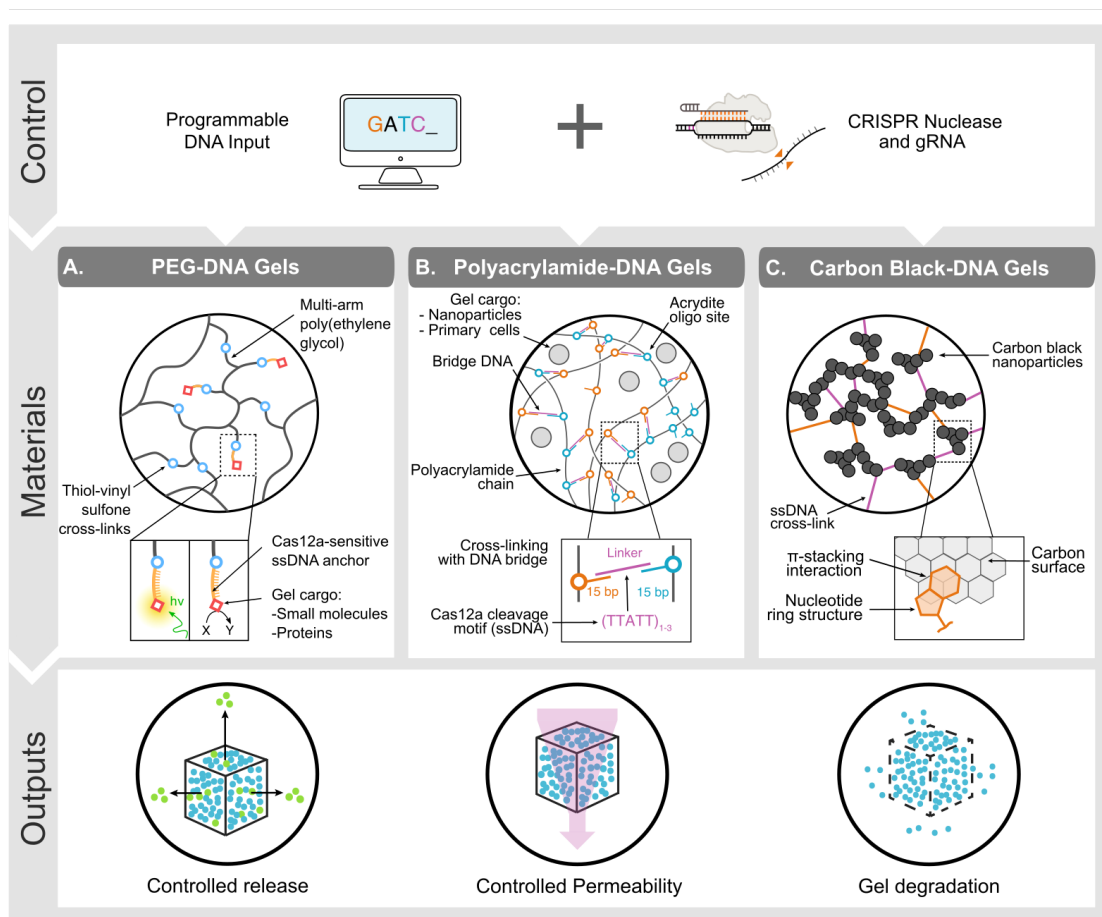 Control
Programmable
DNA Input
GATC_
+
CRISPR Nuclease
and gRNA
Materials
A. PEG-DNA Gels
Multi-arm
poly(ethylene
glycol)
Thiol-vinyl
sulfone
cross-links
Cas12a-sensitive
ssDNA anchor
hν
X Y
Gel cargo:
-Small molecules
-Proteins
B. Polyacrylamide-DNA Gels
Gel cargo:
- Nanoparticles
- Primary cells
Acrydite
oligo site
Bridge DNA
Polyacrylamide
chain
Cross-linking
with DNA bridge
Linker
15 bp 15 bp
Cas12a cleavage
motif (ssDNA)
(TTATT)1-3
C. Carbon Black-DNA Gels
Carbon black
nanoparticles
ssDNA
cross-link
π-stacking
interaction
Carbon
surface
Nucleotide
ring structure
Outputs
Controlled release
Controlled Permeability
Gel degradation